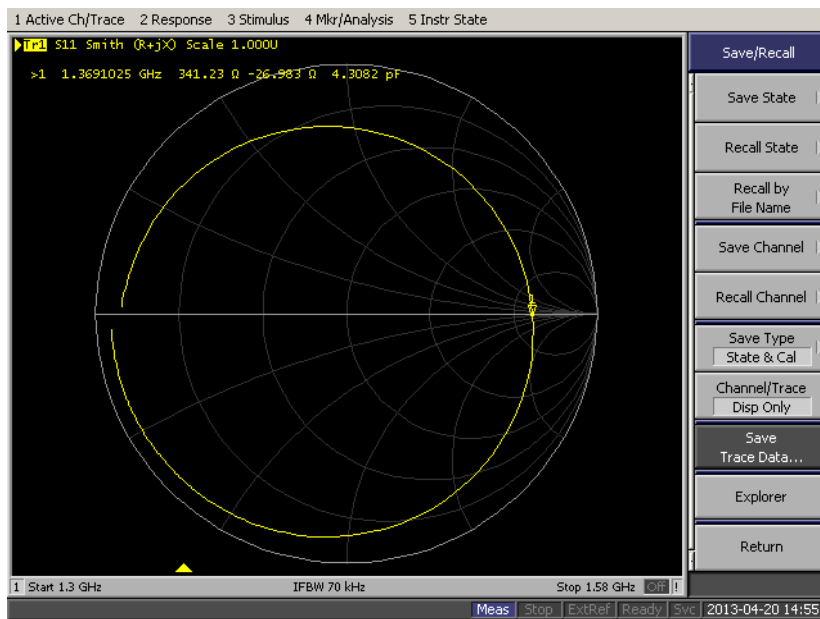 1 Active Ch/Trace 2 Response 3 Stimulus 4 Mkr/Analysis 5 Instr State
Tr1 S11 Smith (R+jX) Scale 1.000U
>1 1.3691025 GHz 341.23 Ω -26.983 Ω 4.3082 pF
1
Save/Recall
Save State
Recall State
Recall by
File Name
Save Channel
Recall Channel
Save Type
State & Cal
Channel/Trace
Disp Only
Save
Trace Data...
Explorer
Return
1 Start 1.3 GHz IFBW 70 kHz Stop 1.58 GHz Off !
Meas Stop ExtRef Ready Svc 2013-04-20 14:55